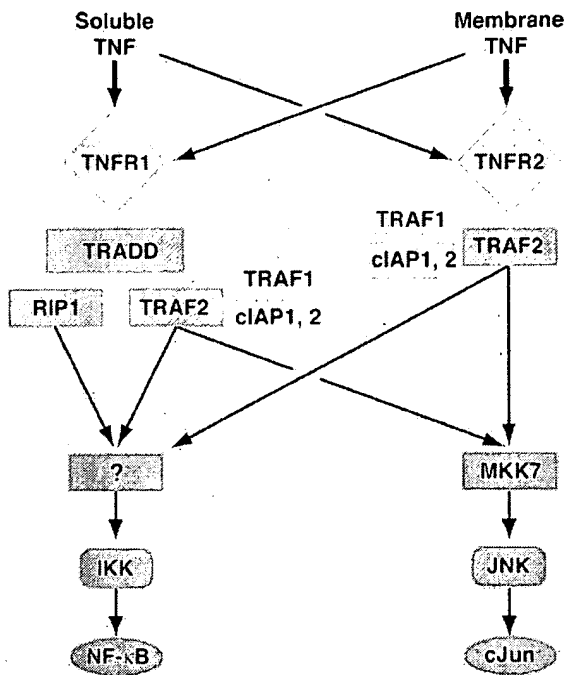 Soluble
TNF
Membrane
TNF
TNFR1
TNFR2
TRADD
TRAF1
cIAP1, 2
TRAF2
RIP1
TRAF2
TRAF1
cIAP1, 2
?
MKK7
IKK
JNK
NF-κB
cJun